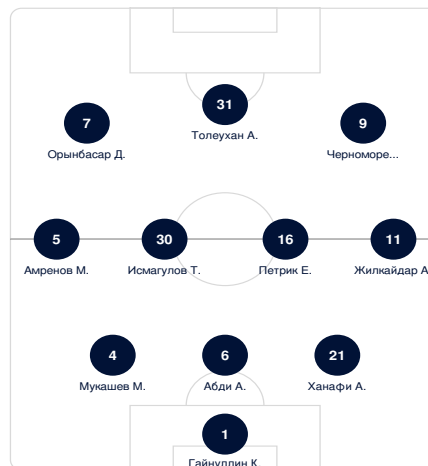 31
Толеухан А.
7
Орынбасар Д.
9
Черноморе...
5
Амренов М.
30
Исмагулов Т.
16
Петрик Е.
11
Жилкайдар А
4
Мукашев М.
6
Абди А.
21
Ханафи А.
1
Гайнуллин К